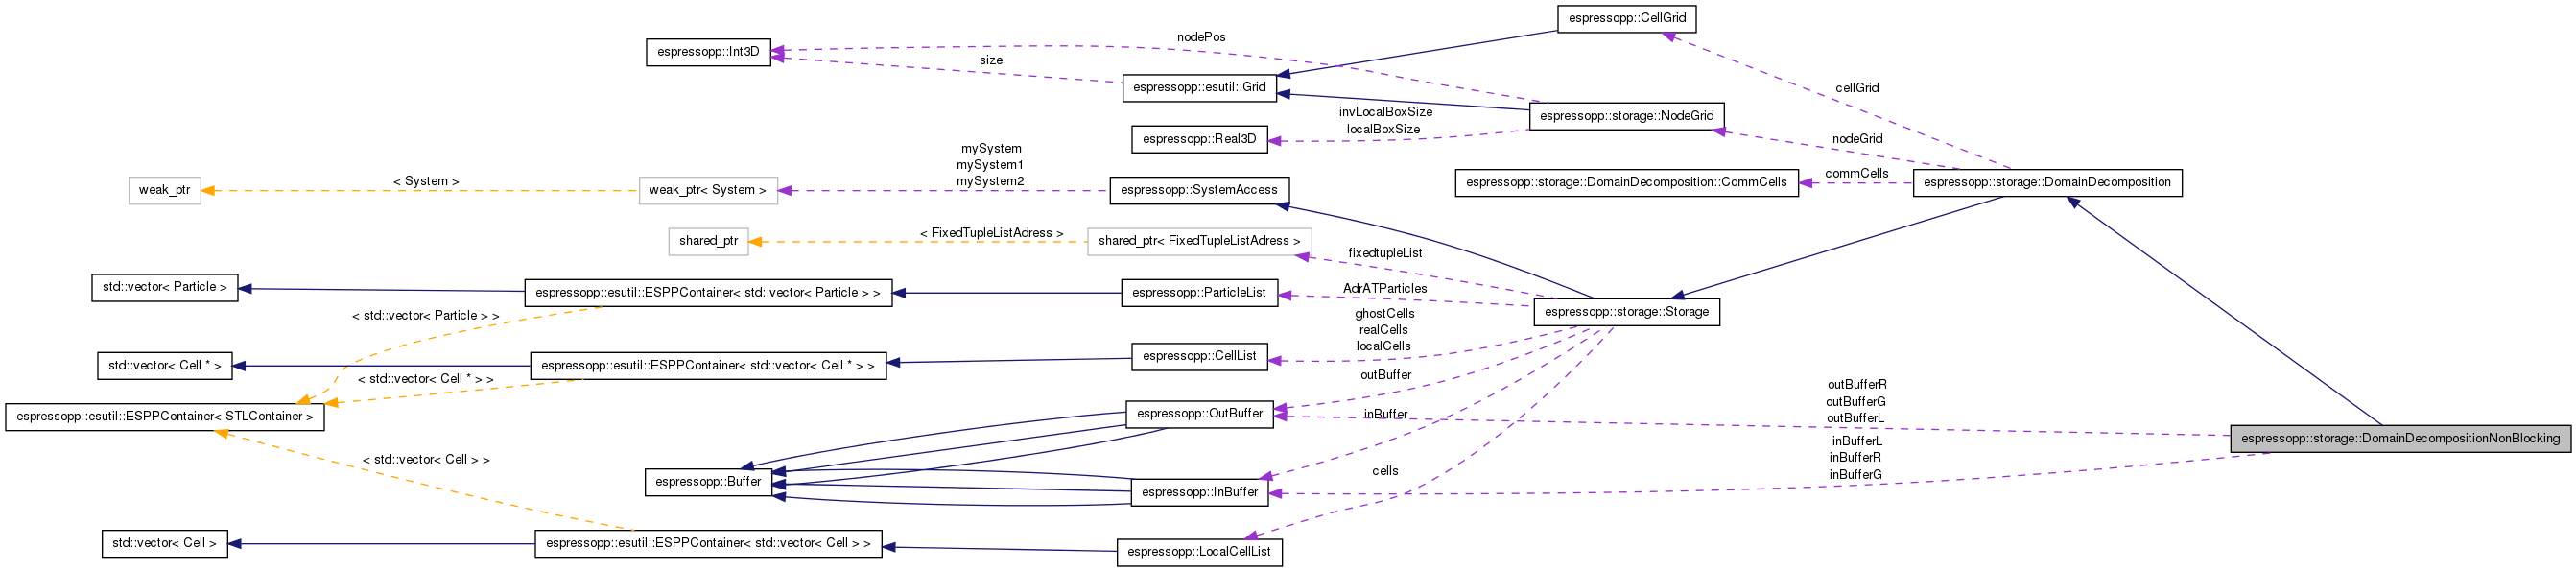 espressopp::CellGrid
nodePos
espressopp::Int3D
size
espressopp::esutil::Grid
cellGrid
invLocalBoxSize
localBoxSize
espressopp::storage::NodeGrid
espressopp::Real3D
nodeGrid
mySystem
mySystem1
mySystem2
weak_ptr
< System >
weak_ptr< System >
espressopp::SystemAccess
espressopp::storage::DomainDecomposition::CommCells
commCells
espressopp::storage::DomainDecomposition
shared_ptr
< FixedTupleListAdress >
shared_ptr< FixedTupleListAdress >
fixedtupleList
std::vector< Particle >
espressopp::esutil::ESPPContainer< std::vector< Particle > >
espressopp::ParticleList
AdrATParticles
espressopp::storage::Storage
< std::vector< Particle > >
ghostCells
realCells
localCells
std::vector< Cell * >
espressopp::esutil::ESPPContainer< std::vector< Cell * > >
espressopp::CellList
< std::vector< Cell * > >
outBuffer
espressopp::esutil::ESPPContainer< STLContainer >
espressopp::OutBuffer
inBuffer
outBufferR
outBufferG
outBufferL
espressopp::storage::DomainDecompositionNonBlocking
inBufferL
inBufferR
inBufferG
< std::vector< Cell > >
espressopp::Buffer
cells
espressopp::InBuffer
std::vector< Cell >
espressopp::esutil::ESPPContainer< std::vector< Cell > >
espressopp::LocalCellList